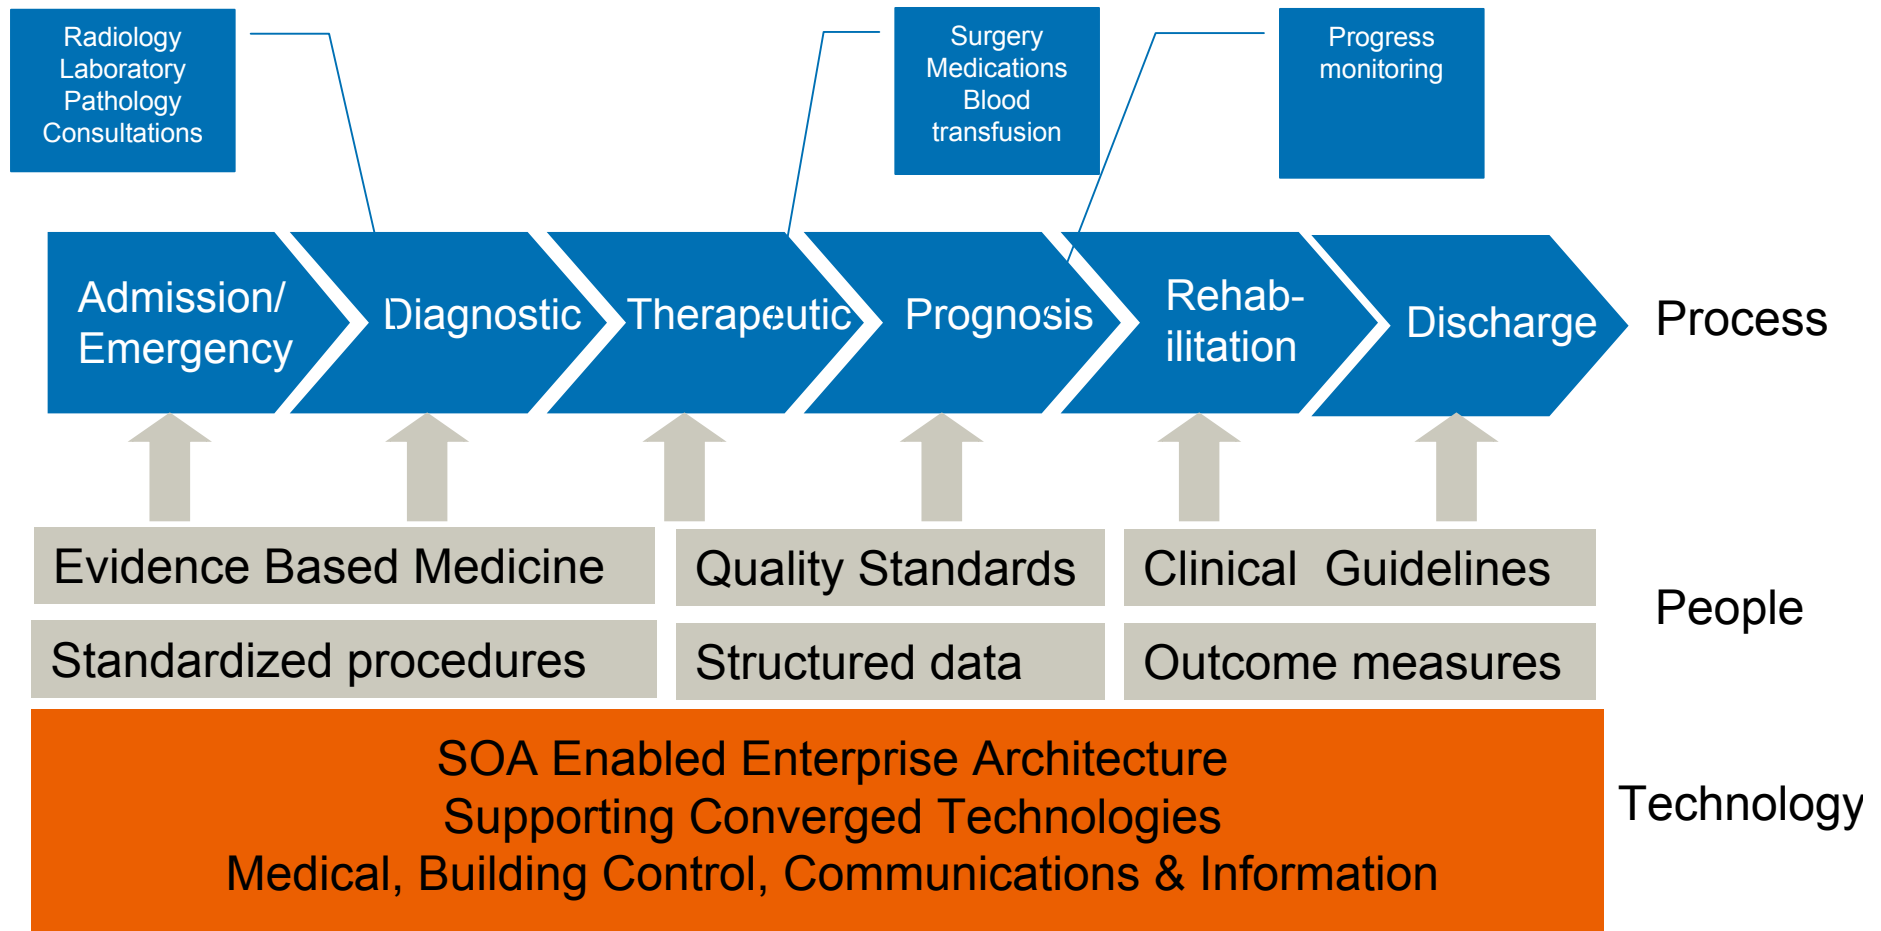 Radiology
Laboratory
Pathology
Consultations
Surgery
Medications
Blood
transfusion
Progress
monitoring
Admission/
Emergency
Diagnostic
Therapeutic
Prognosis
Rehab-
ilitation
Discharge
Process
Evidence Based Medicine
Quality Standards
Clinical Guidelines
People
Standardized procedures
Structured data
Outcome measures
SOA Enabled Enterprise Architecture
Supporting Converged Technologies
Medical, Building Control, Communications & Information
Technology